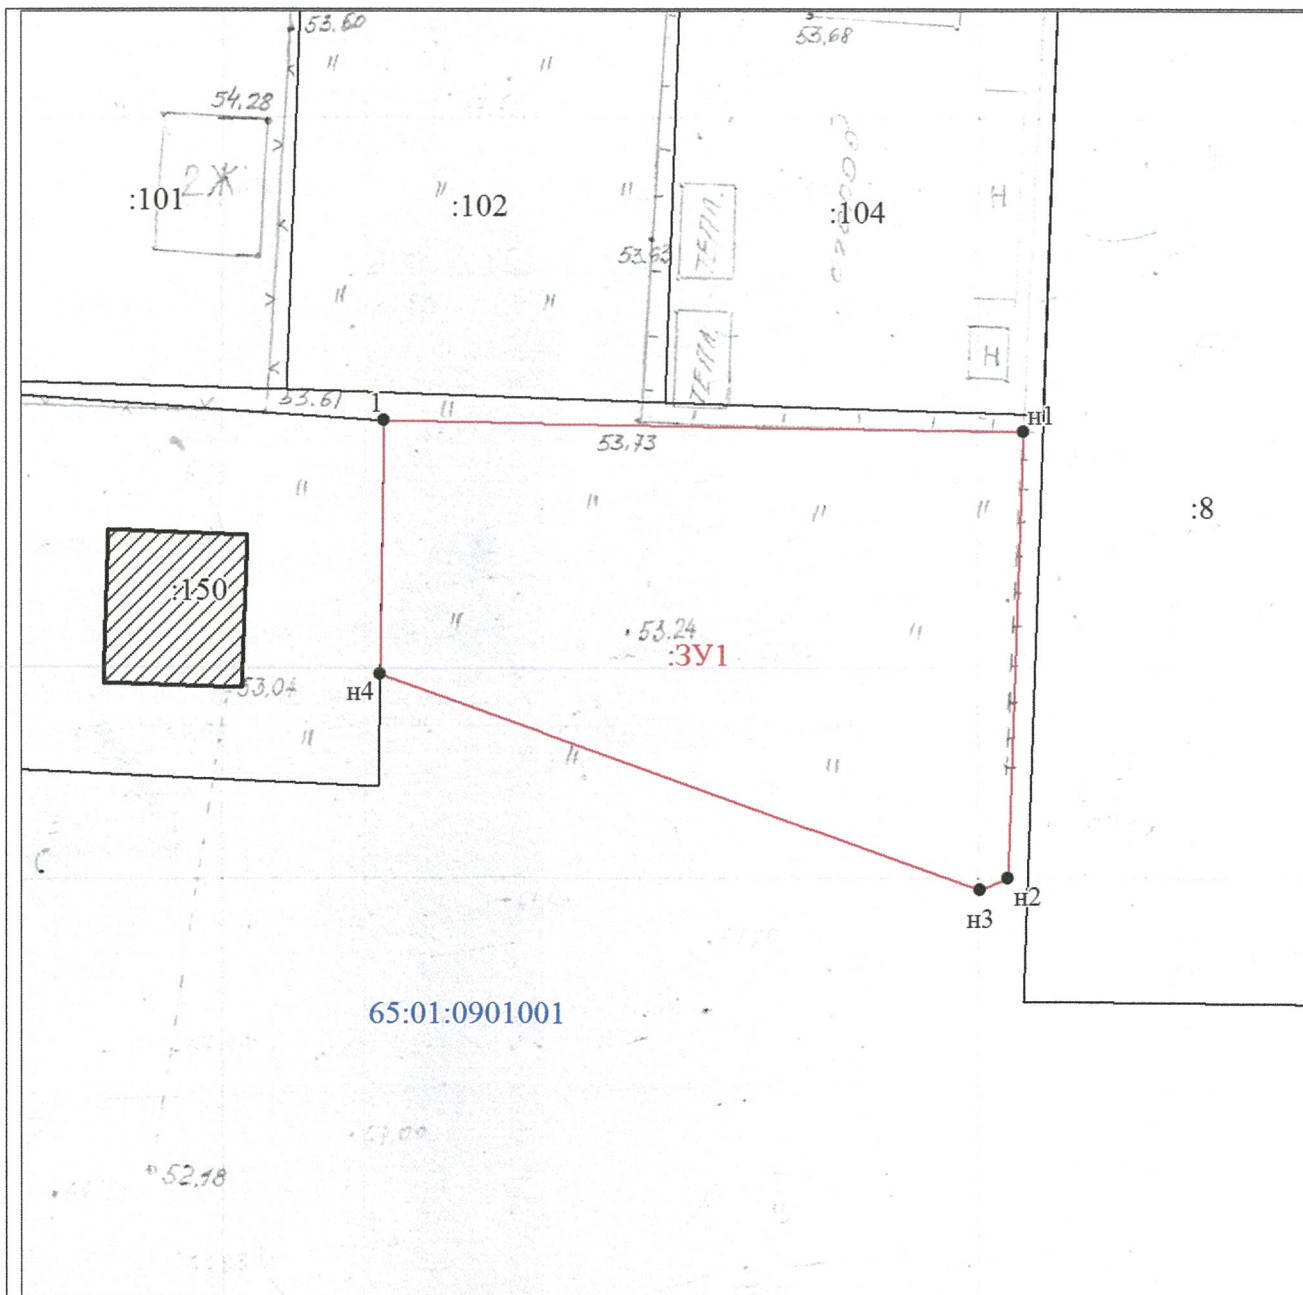 53.60
53,68
54,28
2Ж
:101
:102
:104
Н
ТЕПЛ.
53.63
ТЕПЛ.
Н
53.61
1
н1
53,73
:8
:150
53.24
:ЗУ1
н4
53,04
н2
н3
65:01:0901001
52,18